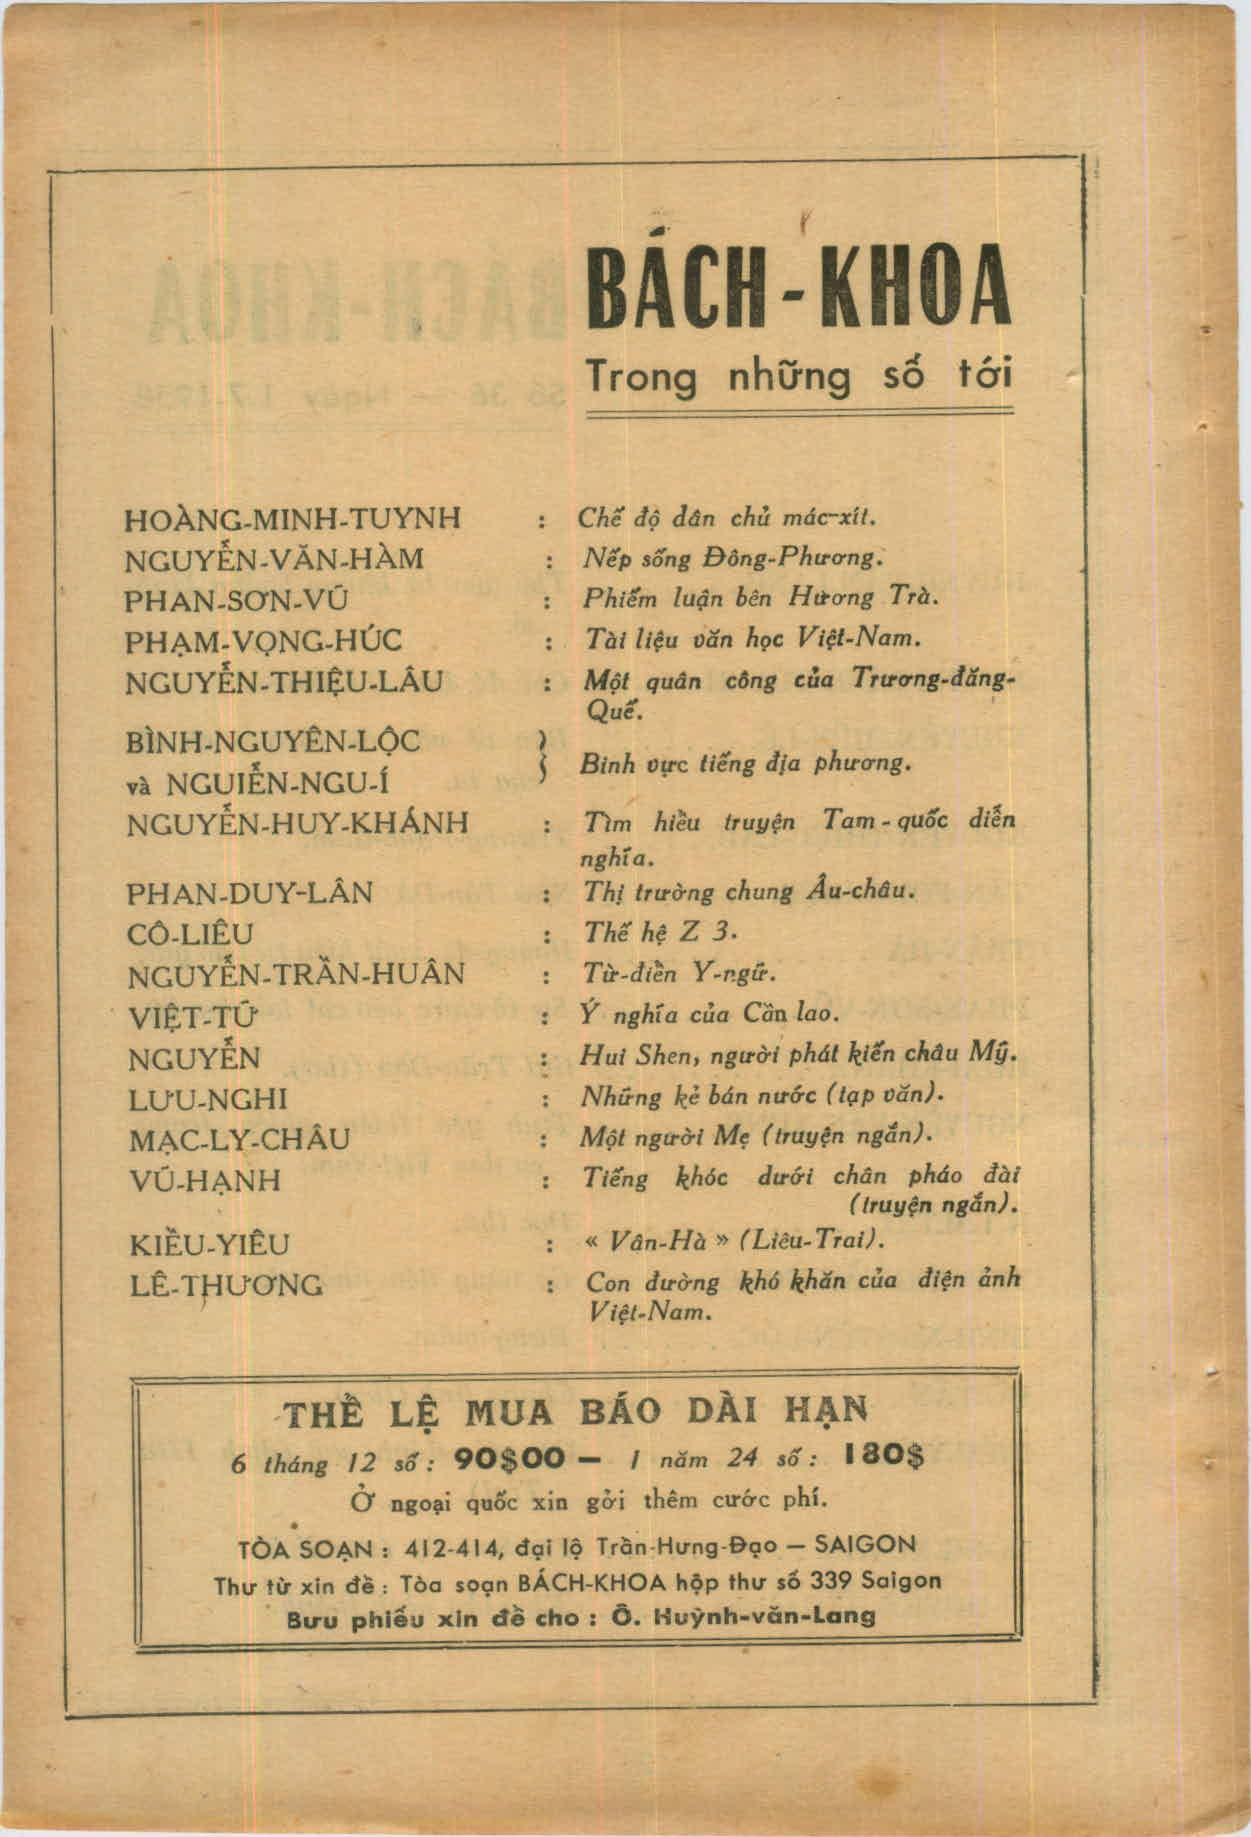 BÁCH-KHOA
Trong những số tới
HOÀNG-MINH-TUYNH : Chế độ dân chủ mác-xít.
NGUYỄN-VĂN-HÀM : Nếp sống Đông-Phương.
PHAN-SƠN-VŨ : Phiếm luận bên Hương Trà.
PHẠM-VỌNG-HÚC : Tài liệu văn học Việt-Nam.
NGUYỄN-THIỆU-LÂU : Một quân công của Trương-đăng-
Quế.
BÌNH-NGUYÊN-LỘC
và NGUIỄN-NGU-Í } Binh vực tiếng địa phương.
NGUYỄN-HUY-KHÁNH : Tìm hiểu truyện Tam-quốc diễn
nghĩa.
PHAN-DUY-LÂN : Thị trường chung Âu-châu.
CÔ-LIÊU : Thế hệ Z 3.
NGUYỄN-TRẦN-HUÂN : Từ-điển Y-ngữ.
VIỆT-TỬ : Ý nghĩa của Cần lao.
NGUYỄN : Hui Shen, người phát kiến châu Mỹ.
LƯU-NGHI : Những kẻ bán nước (tạp văn).
MẠC-LY-CHÂU : Một người Mẹ (truyện ngắn).
VŨ-HẠNH : Tiếng khóc dưới chân pháo đài
(truyện ngắn).
KIỀU-YIÊU : « Vân-Hà » (Liêu-Trai).
LÊ-THƯƠNG : Con đường khó khăn của điện ảnh
Việt-Nam.
THỂ LỆ MUA BÁO DÀI HẠN
6 tháng 12 số : 90$00 — 1 năm 24 số : 180$
Ở ngoại quốc xin gởi thêm cước phí.
TÒA SOẠN : 412-414, đại lộ Trần-Hưng-Đạo — SAIGON
Thư từ xin đề : Tòa soạn BÁCH-KHOA hộp thư số 339 Saigon
Bưu phiếu xin đề cho : Ô. Huỳnh-văn-Lang